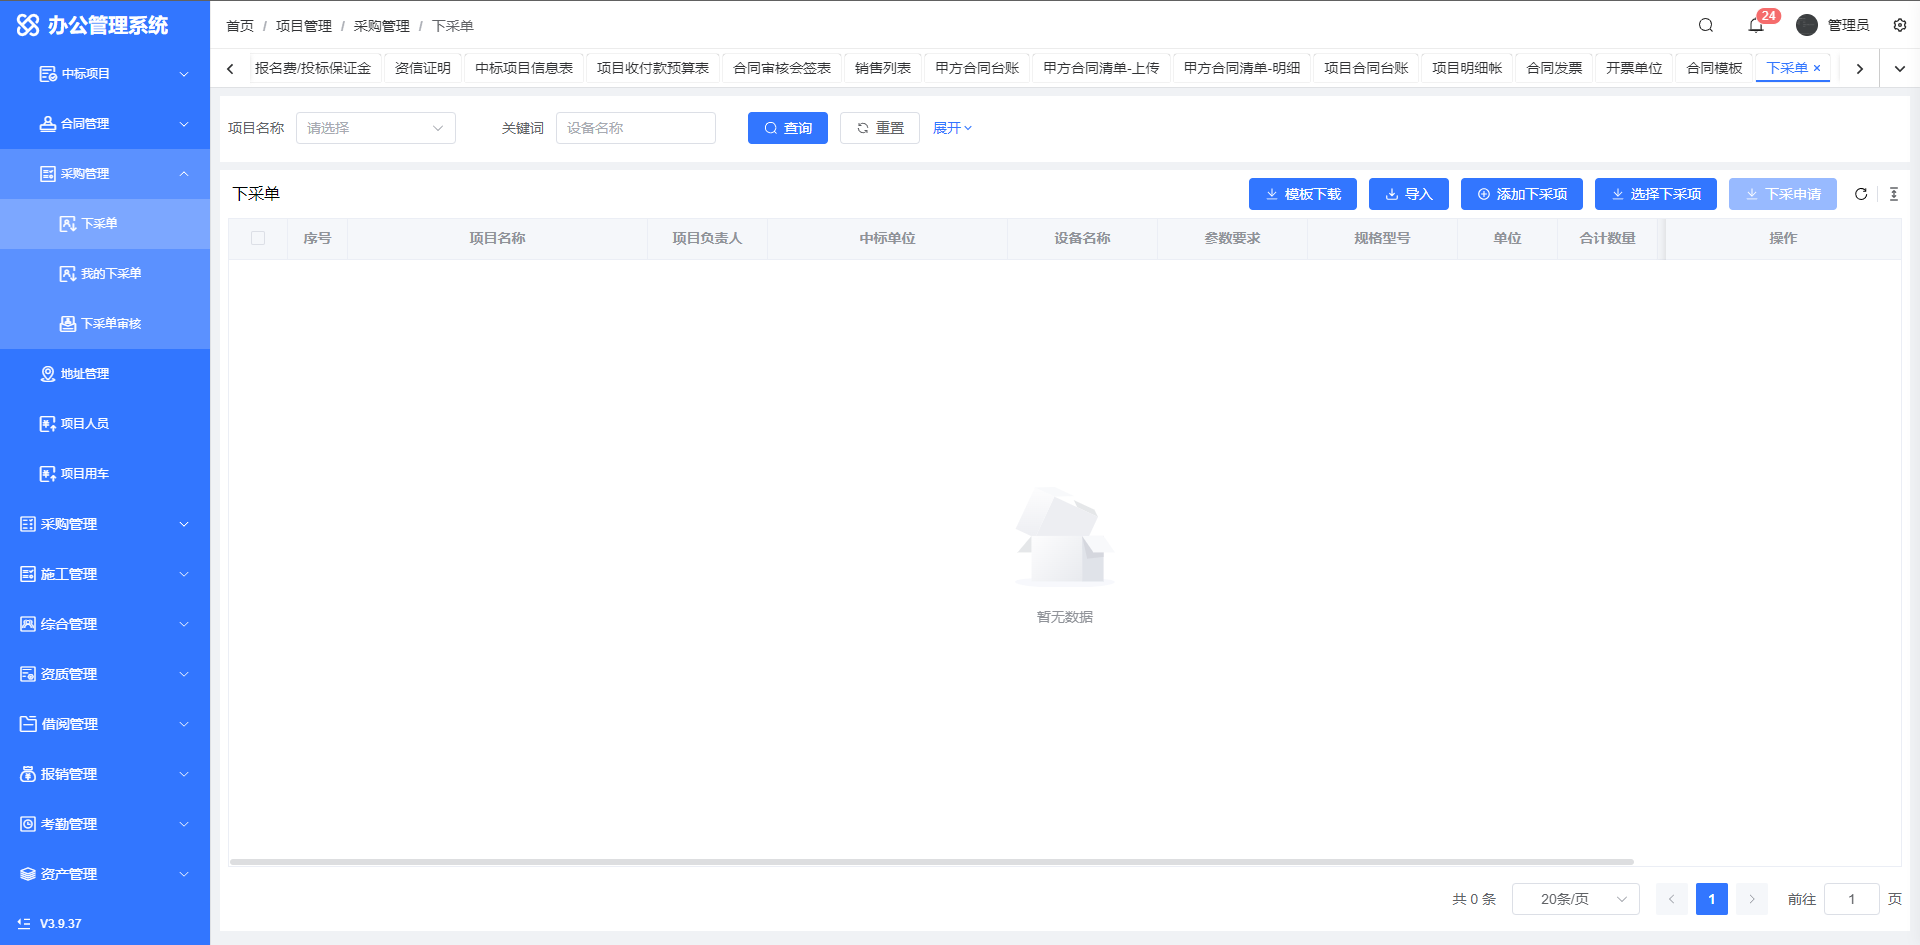 办公管理系统
首页 / 项目管理 / 采购管理 / 下采单
24
管理员
报名费/投标保证金 资信证明 中标项目信息表 项目收付款预算表 合同审核会签表 销售列表 甲方合同台账 甲方合同清单-上传 甲方合同清单-明细 项目合同台账 项目明细帐 合同发票 开票单位 合同模板 下采单
中标项目
合同管理
采购管理
下采单
我的下采单
下采单审核
地址管理
项目人员
项目用车
采购管理
施工管理
综合管理
资质管理
借阅管理
报销管理
考勤管理
资产管理
V3.9.37
项目名称 请选择 关键词 设备名称 查询 重置 展开
下采单 模板下载 导入 添加下采项 选择下采项 下采申请
序号 项目名称 项目负责人 中标单位 设备名称 参数要求 规格型号 单位 合计数量 操作
暂无数据
共 0 条 20条/页 1 前往 1 页